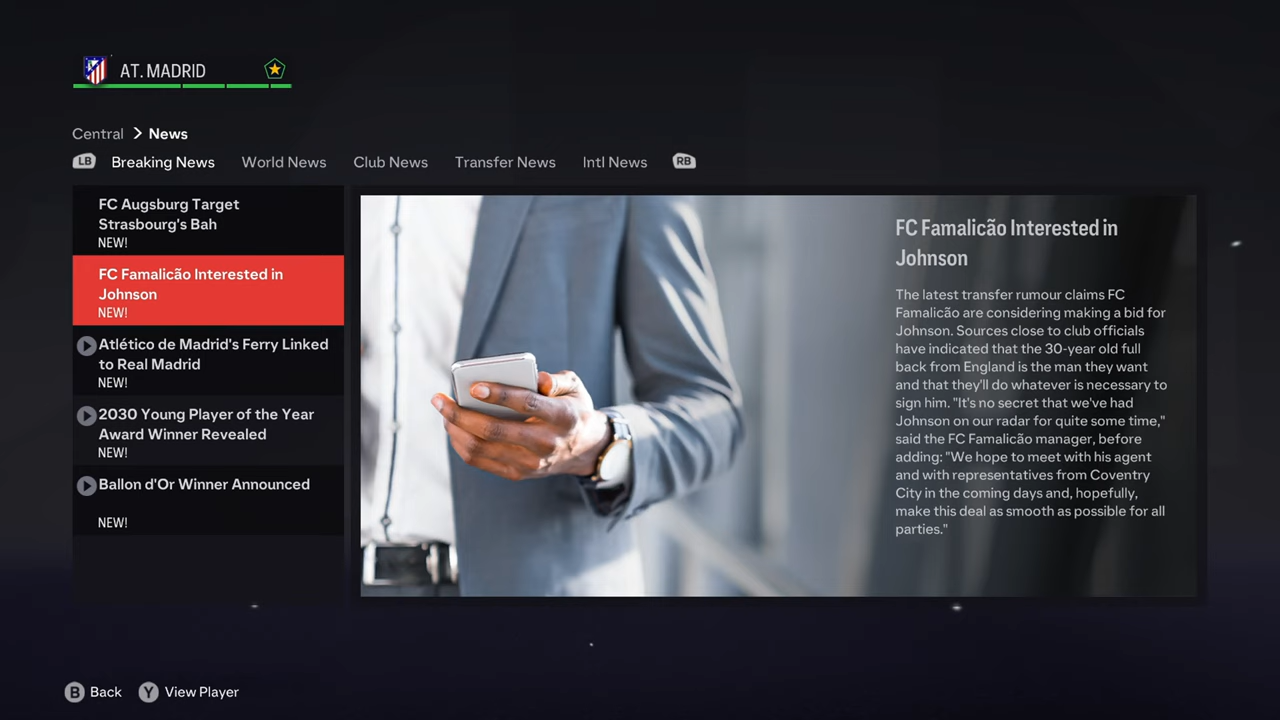 AT. MADRID
Central > News
LB Breaking News World News Club News Transfer News Intl News RB
FC Augsburg Target
Strasbourg's Bah
NEW!
FC Famalicão Interested in
Johnson
NEW!
Atlético de Madrid's Ferry Linked
to Real Madrid
NEW!
2030 Young Player of the Year
Award Winner Revealed
NEW!
Ballon d'Or Winner Announced
NEW!
FC Famalicão Interested in
Johnson
The latest transfer rumour claims FC
Famalicão are considering making a bid for
Johnson. Sources close to club officials
have indicated that the 30-year old full
back from England is the man they want
and that they'll do whatever is necessary to
sign him. "It's no secret that we've had
Johnson on our radar for quite some time,"
said the FC Famalicão manager, before
adding: "We hope to meet with his agent
and with representatives from Coventry
City in the coming days and, hopefully,
make this deal as smooth as possible for all
parties."
B Back Y View Player